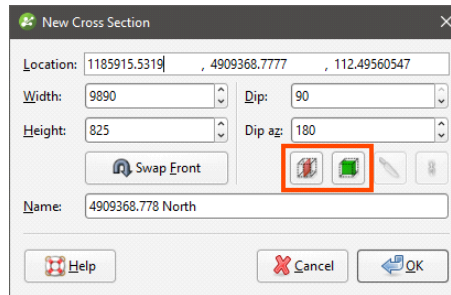 New Cross Section
Location: 1185915.5319 , 4909368.7777 , 112.49560547
Width: 9890 Dip: 90
Height: 825 Dip az: 180
Swap Front
Name: 4909368.778 North
Help Cancel OK